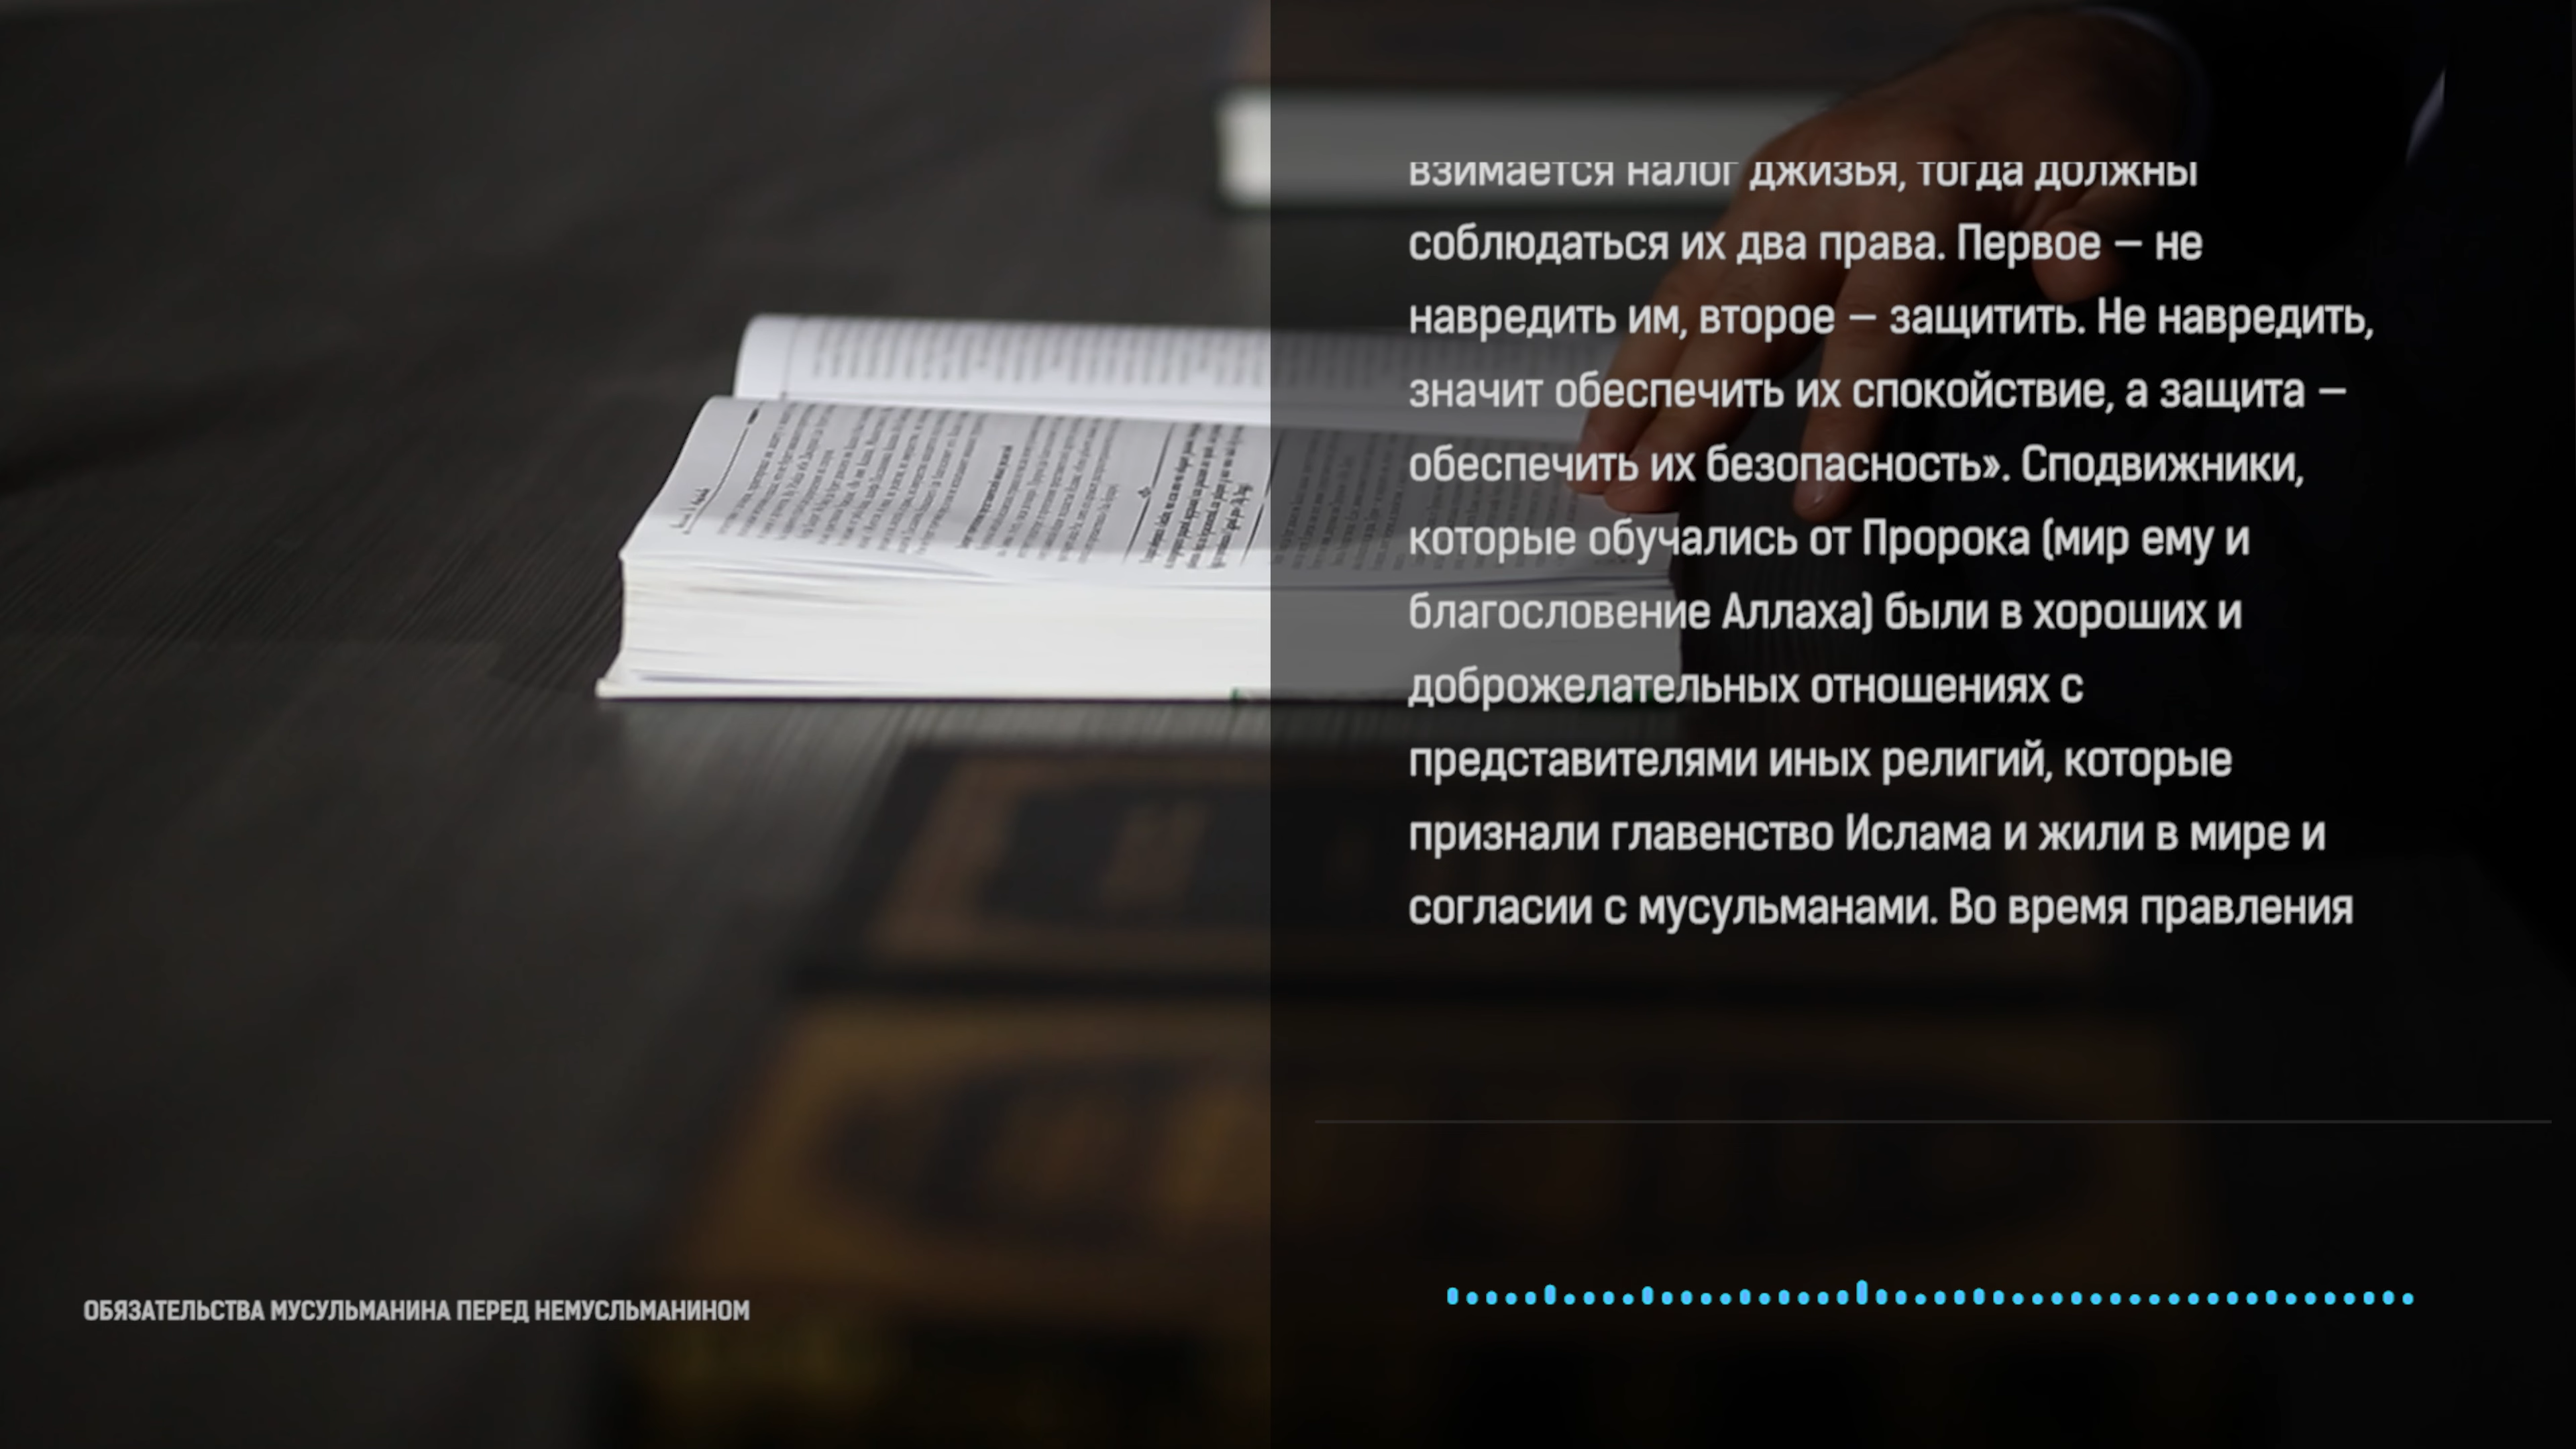 взимается налог джизья, тогда должны
соблюдаться их два права. Первое – не
навредить им, второе – защитить. Не навредить,
значит обеспечить их спокойствие, а защита –
обеспечить их безопасность». Сподвижники,
которые обучались от Пророка (мир ему и
благословение Аллаха) были в хороших и
доброжелательных отношениях с
представителями иных религий, которые
признали главенство Ислама и жили в мире и
согласии с мусульманами. Во время правления
ОБЯЗАТЕЛЬСТВА МУСУЛЬМАНИНА ПЕРЕД НЕМУСЛЬМАНИНОМ